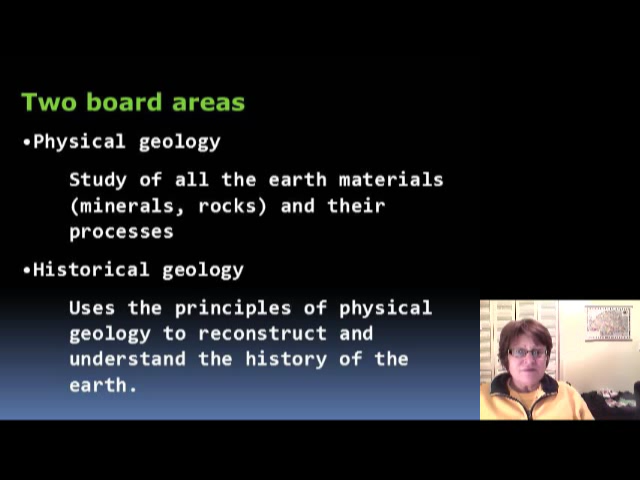 Two board areas
•Physical geology
Study of all the earth materials
(minerals, rocks) and their
processes
•Historical geology
Uses the principles of physical
geology to reconstruct and
understand the history of the
earth.